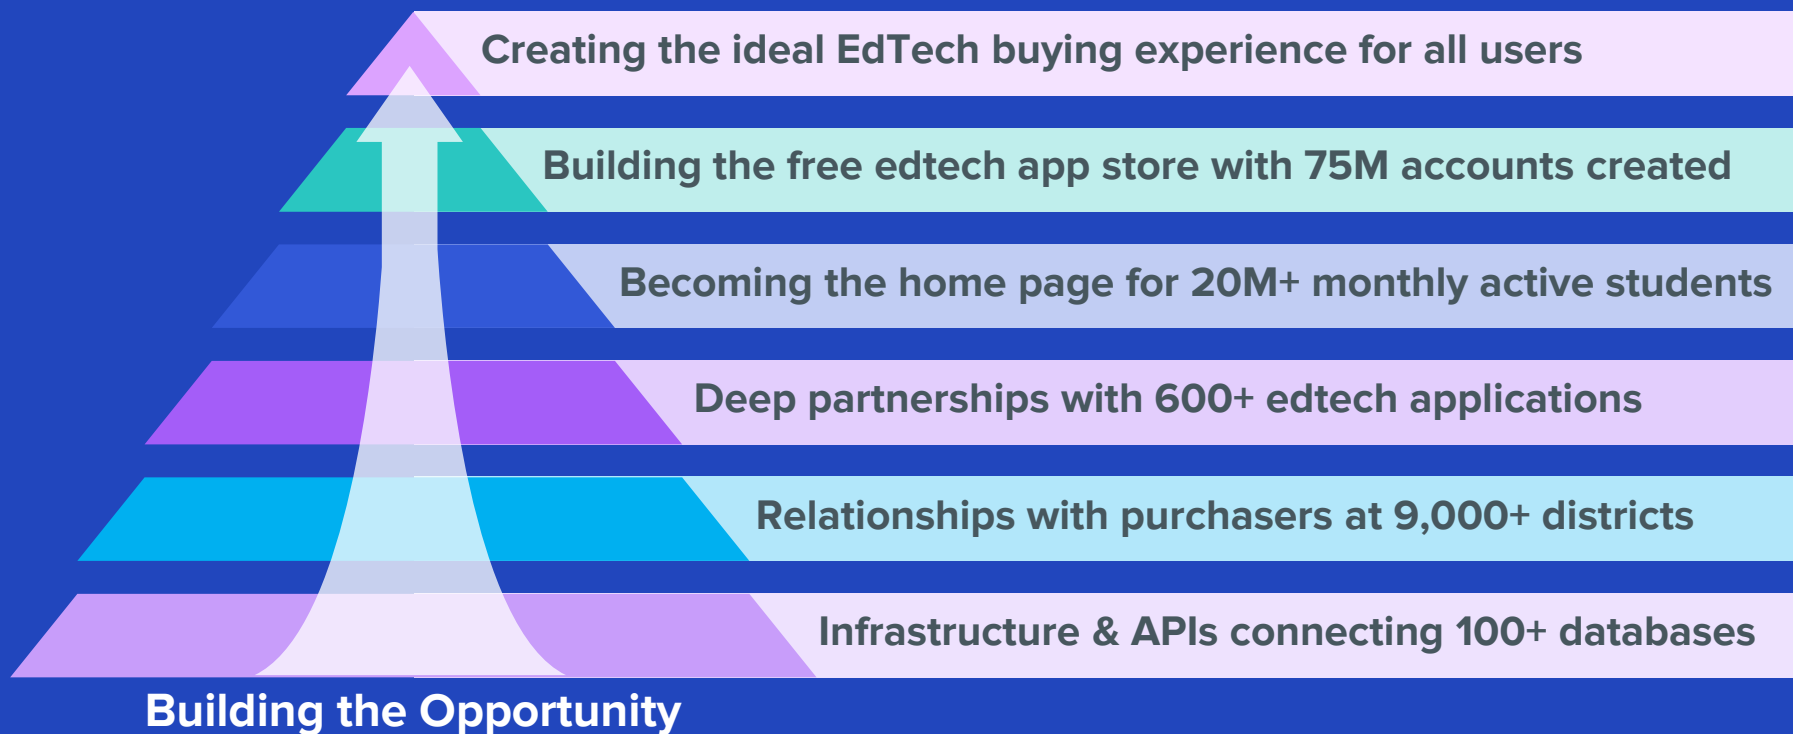 Creating the ideal EdTech buying experience for all users
Building the free edtech app store with 75M accounts created
Becoming the home page for 20M+ monthly active students
Deep partnerships with 600+ edtech applications
Relationships with purchasers at 9,000+ districts
Infrastructure & APIs connecting 100+ databases
Building the Opportunity